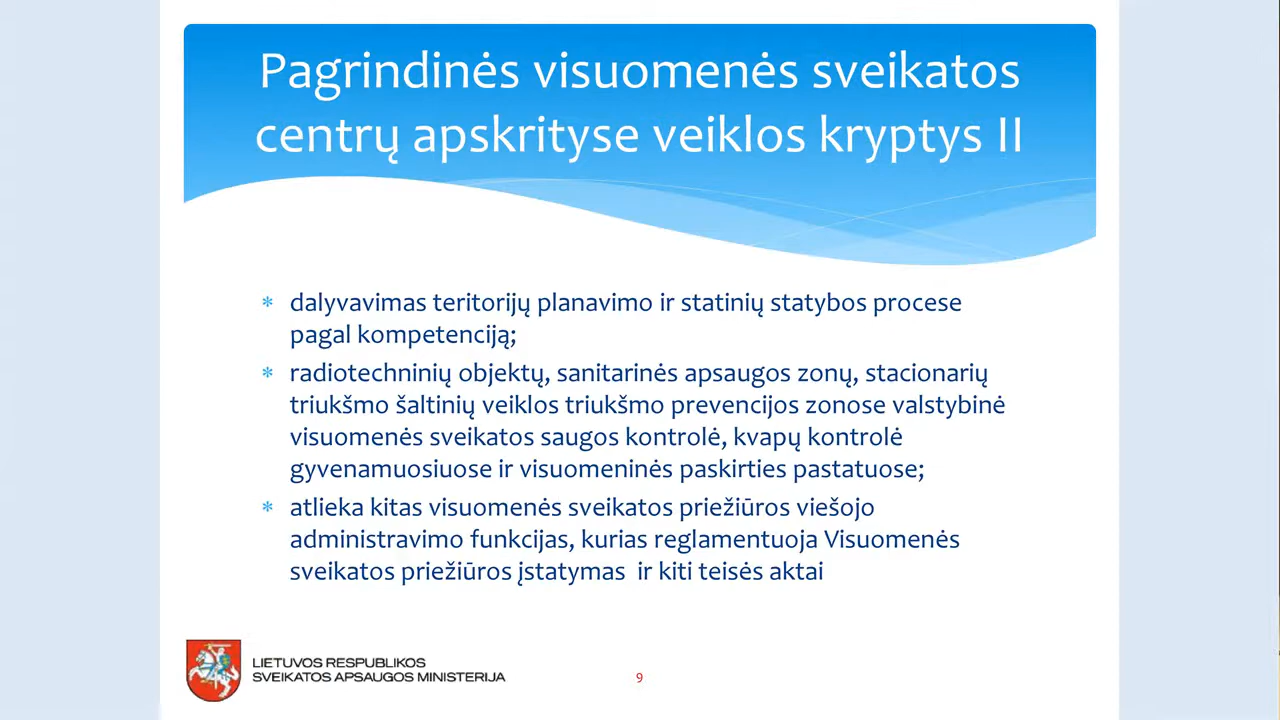 Pagrindinės visuomenės sveikatos
centrų apskrityse veiklos kryptys II
* dalyvavimas teritorijų planavimo ir statinių statybos procese
pagal kompetenciją;
* radiotechninių objektų, sanitarinės apsaugos zonų, stacionarių
triukšmo šaltinių veiklos triukšmo prevencijos zonose valstybinė
visuomenės sveikatos saugos kontrolė, kvapų kontrolė
gyvenamuosiuose ir visuomeninės paskirties pastatuose;
* atlieka kitas visuomenės sveikatos priežiūros viešojo
administravimo funkcijas, kurias reglamentuoja Visuomenės
sveikatos priežiūros įstatymas ir kiti teisės aktai
LIETUVOS RESPUBLIKOS
SVEIKATOS APSAUGOS MINISTERIJA
9